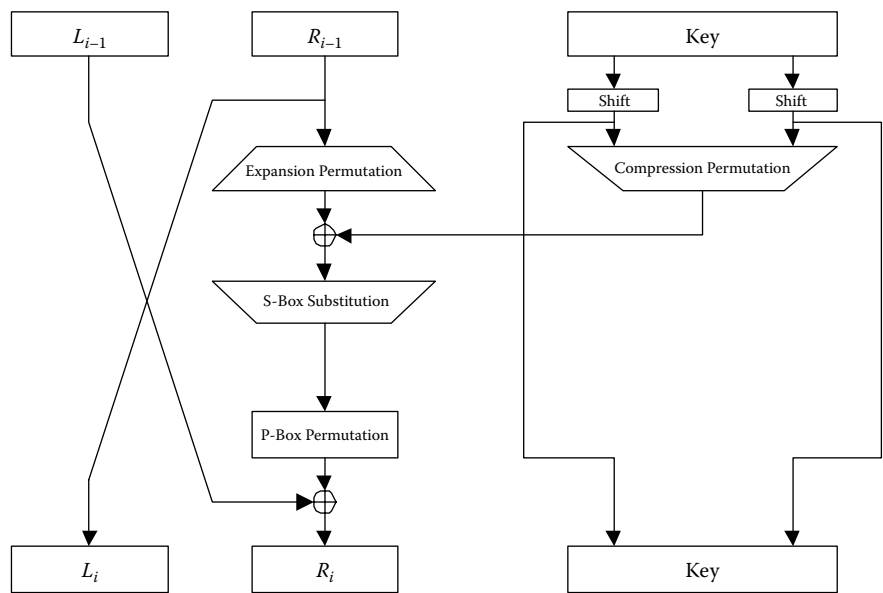 L_{i−1}
R_{i−1}
Key
Shift
Shift
Expansion Permutation
Compression Permutation
S-Box Substitution
P-Box Permutation
L_i
R_i
Key